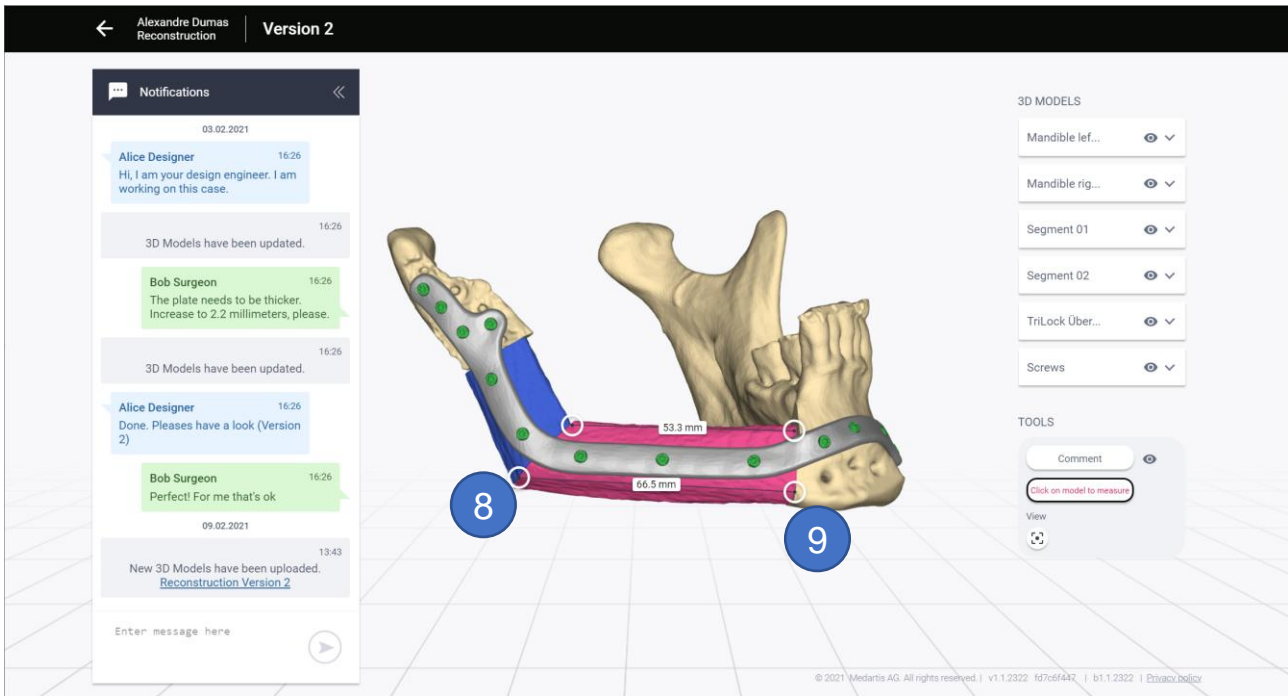 Alexandre Dumas
Reconstruction
Version 2
Notifications
03.02.2021
Alice Designer 16:26
Hi, I am your design engineer. I am
working on this case.
16:26
3D Models have been updated.
Bob Surgeon 16:26
The plate needs to be thicker.
Increase to 2.2 millimeters, please.
16:26
3D Models have been updated.
Alice Designer 16:26
Done. Pleases have a look (Version
2)
Bob Surgeon 16:26
Perfect! For me that's ok
09.02.2021
13:43
New 3D Models have been uploaded.
Reconstruction Version 2
Enter message here
53.3 mm
66.5 mm
8
9
3D MODELS
Mandible lef...
Mandible rig...
Segment 01
Segment 02
TriLock Über...
Screws
TOOLS
Comment
Click on model to measure
View
© 2021 Medartis AG. All rights reserved. | v1.1.2322 fd7c6f447 | b1.1.2322 | Privacy policy